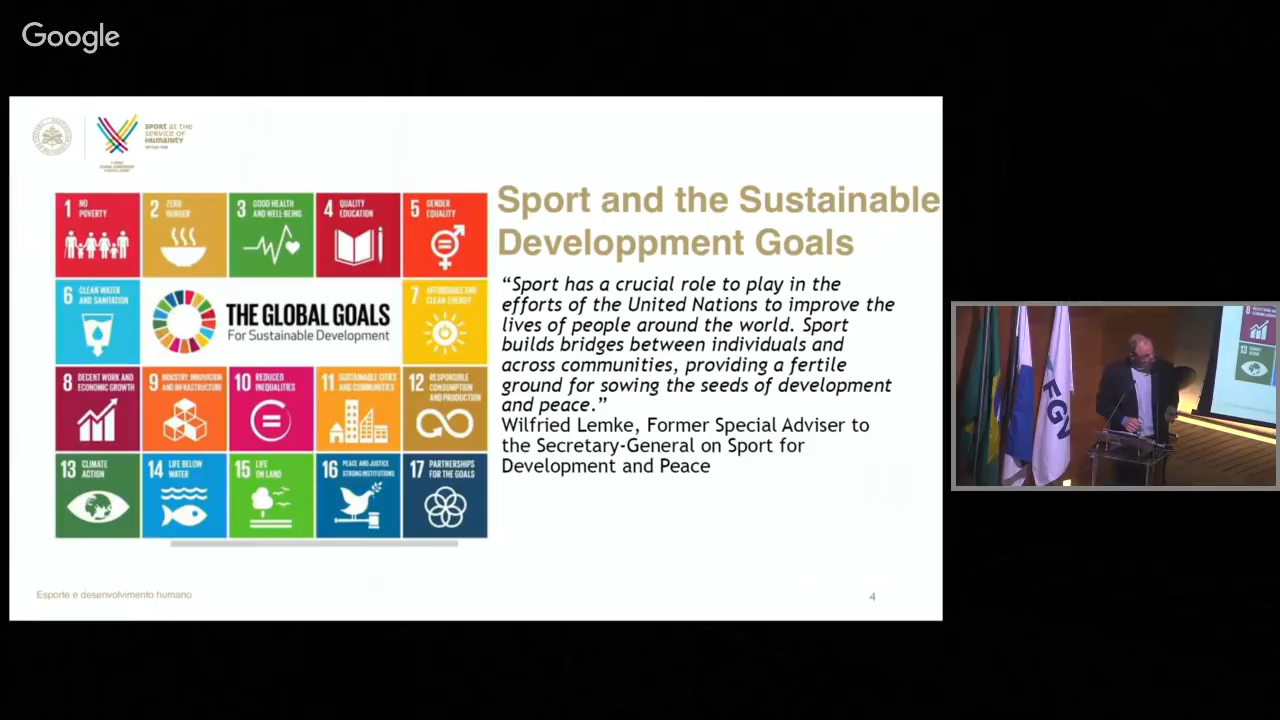 Google
SPORT at the
service of
Humanity
Sport and the Sustainable
Developpment Goals
1 NO
POVERTY
2 ZERO
HUNGER
3 GOOD HEALTH
AND WELL-BEING
4 QUALITY
EDUCATION
5 GENDER
EQUALITY
6 CLEAN WATER
AND SANITATION
THE GLOBAL GOALS
For Sustainable Development
7 AFFORDABLE AND
CLEAN ENERGY
8 DECENT WORK AND
ECONOMIC GROWTH
9 INDUSTRY, INNOVATION
AND INFRASTRUCTURE
10 REDUCED
INEQUALITIES
11 SUSTAINABLE CITIES
AND COMMUNITIES
12 RESPONSIBLE
CONSUMPTION
AND PRODUCTION
13 CLIMATE
ACTION
14 LIFE BELOW
WATER
15 LIFE
ON LAND
16 PEACE AND JUSTICE
STRONG INSTITUTIONS
17 PARTNERSHIPS
FOR THE GOALS
“Sport has a crucial role to play in the
efforts of the United Nations to improve the
lives of people around the world. Sport
builds bridges between individuals and
across communities, providing a fertile
ground for sowing the seeds of development
and peace.”
Wilfried Lemke, Former Special Adviser to
the Secretary-General on Sport for
Development and Peace
Esporte e desenvolvimento humano
4
FGV